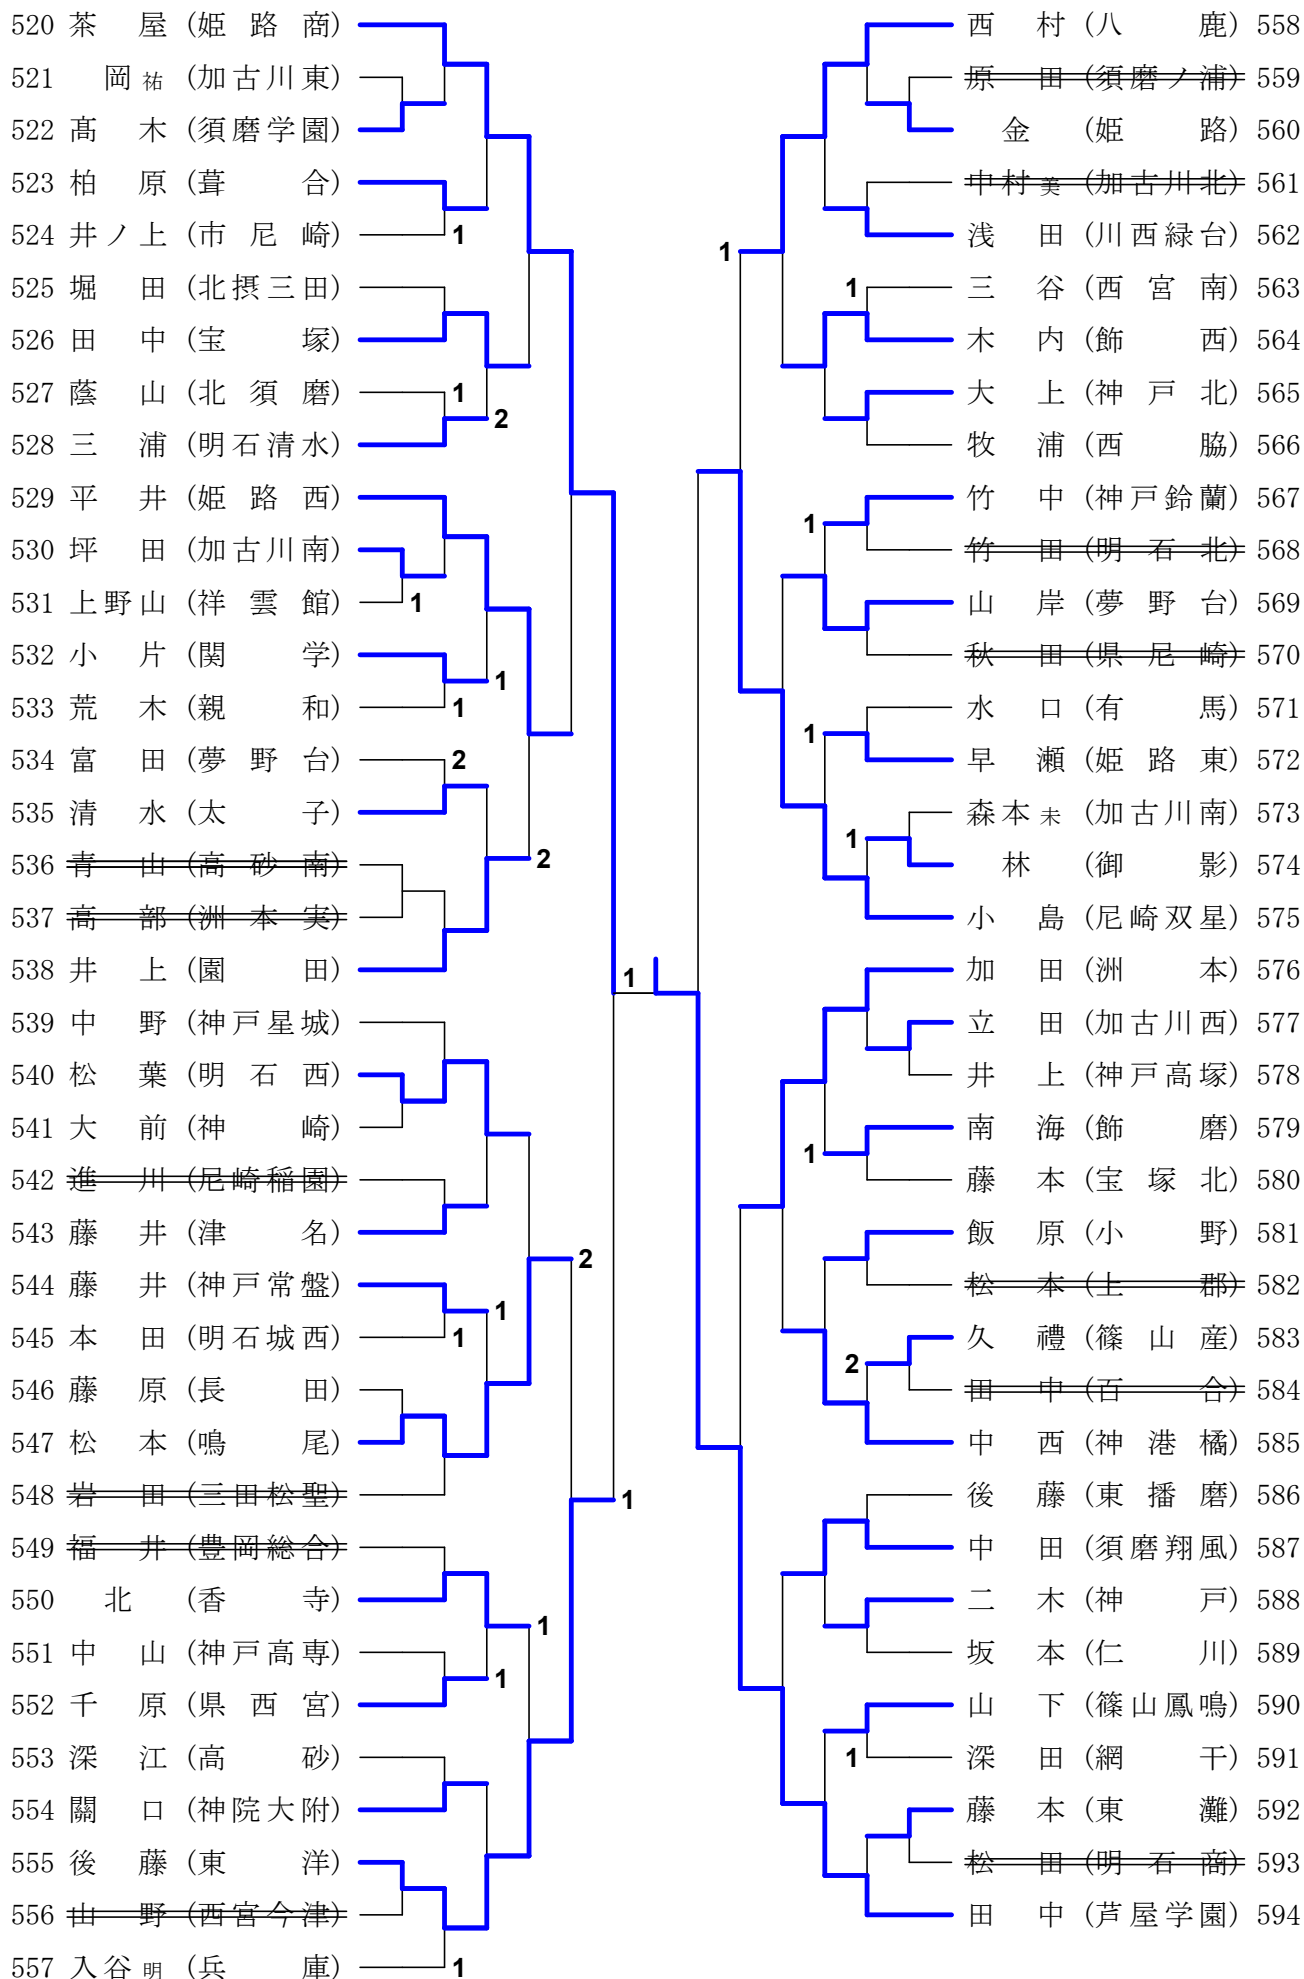 520 茶屋 (姫路商)
521 岡祐 (加古川東)
522 髙木 (須磨学園)
523 柏原 (葺合)
524 井ノ上 (市尼崎) 1
525 堀田 (北摂三田)
526 田中 (宝塚)
527 蔭山 (北須磨) 1
2
528 三浦 (明石清水)
529 平井 (姫路西)
530 坪田 (加古川南)
531 上野山 (祥雲館) 1
532 小片 (関学)
1
533 荒木 (親和) 1
534 富田 (夢野台) 2
535 清水 (太子)
536 青山 (高砂南) 2
537 高部 (洲本実)
538 井上 (園田)
1
539 中野 (神戸星城)
540 松葉 (明石西)
541 大前 (神崎)
542 進川 (尼崎稲園)
543 藤井 (津名)
2
544 藤井 (神戸常盤)
1
545 本田 (明石城西) 1
546 藤原 (長田)
547 松本 (鳴尾)
548 岩田 (三田松聖) 1
549 福井 (豊岡総合)
550 北 (香寺)
1
551 中山 (神戸高専)
1
552 千原 (県西宮)
553 深江 (高砂)
554 關口 (神院大附)
555 後藤 (東洋)
556 山野 (西宮今津)
557 入谷明 (兵庫) 1
西村 (八鹿) 558
原田 (須磨ノ浦) 559
金 (姫路) 560
中村美 (加古川北) 561
浅田 (川西緑台) 562
1
1 三谷 (西宮南) 563
木内 (飾西) 564
大上 (神戸北) 565
牧浦 (西脇) 566
竹中 (神戸鈴蘭) 567
1
竹田 (明石北) 568
山岸 (夢野台) 569
秋田 (県尼崎) 570
水口 (有馬) 571
1
早瀬 (姫路東) 572
森本未 (加古川南) 573
1
林 (御影) 574
小島 (尼崎双星) 575
加田 (洲本) 576
立田 (加古川西) 577
井上 (神戸高塚) 578
南海 (飾磨) 579
1
藤本 (宝塚北) 580
飯原 (小野) 581
松本 (上郡) 582
久禮 (篠山産) 583
2
田中 (百合) 584
中西 (神港橘) 585
後藤 (東播磨) 586
中田 (須磨翔風) 587
二木 (神戸) 588
坂本 (仁川) 589
山下 (篠山鳳鳴) 590
1 深田 (網干) 591
藤本 (東灘) 592
松田 (明石商) 593
田中 (芦屋学園) 594